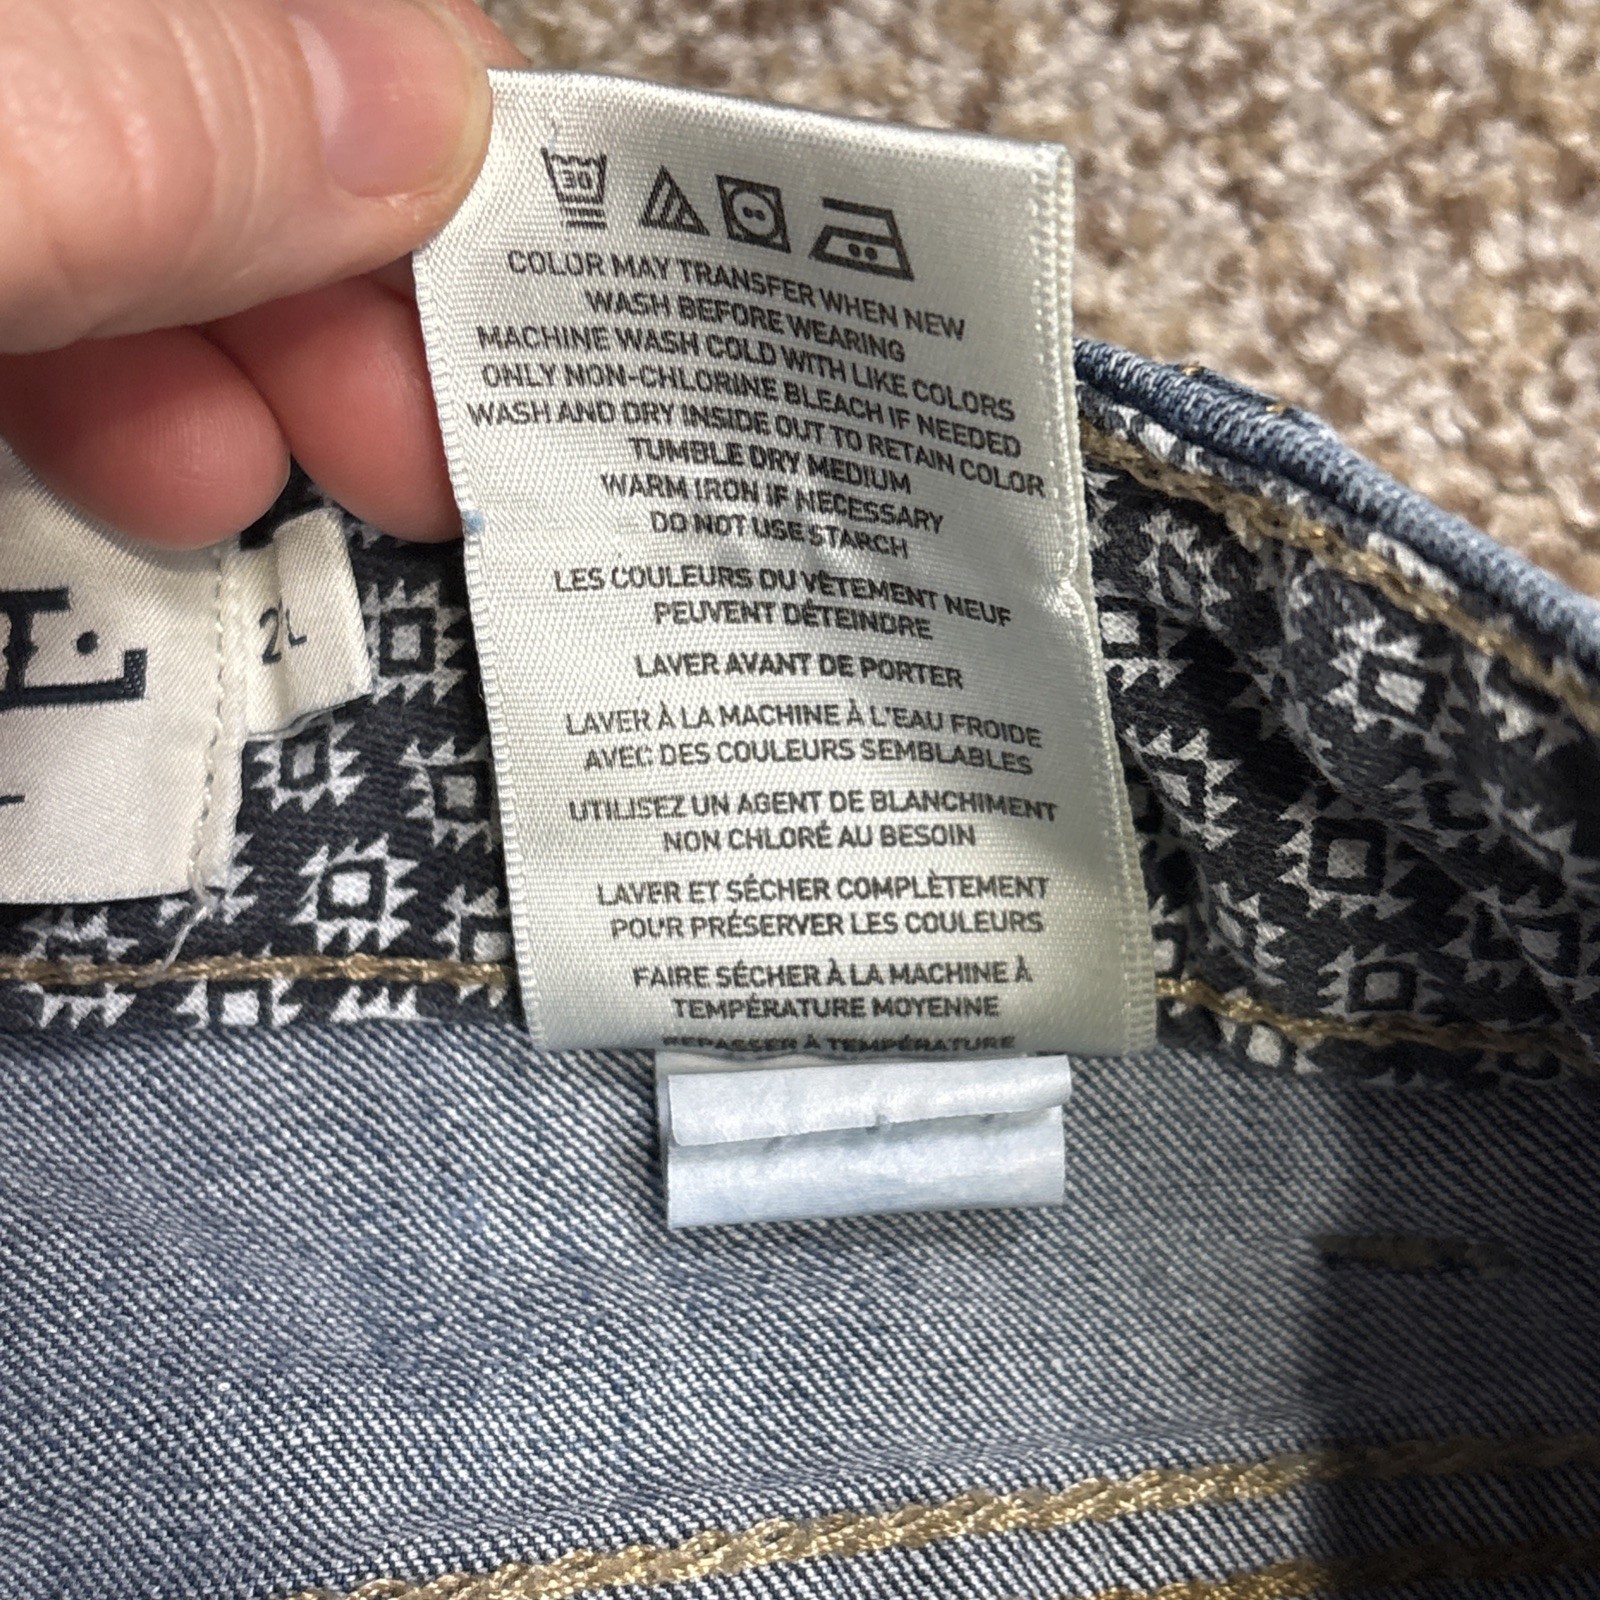 30
COLOR MAY TRANSFER WHEN NEW
WASH BEFORE WEARING
MACHINE WASH COLD WITH LIKE COLORS
ONLY NON-CHLORINE BLEACH IF NEEDED
WASH AND DRY INSIDE OUT TO RETAIN COLOR
TUMBLE DRY MEDIUM
WARM IRON IF NECESSARY
DO NOT USE STARCH
LES COULEURS DU VÊTEMENT NEUF
PEUVENT DÉTEINDRE
LAVER AVANT DE PORTER
LAVER À LA MACHINE À L'EAU FROIDE
AVEC DES COULEURS SEMBLABLES
UTILISEZ UN AGENT DE BLANCHIMENT
NON CHLORÉ AU BESOIN
LAVER ET SÉCHER COMPLÈTEMENT
POUR PRÉSERVER LES COULEURS
FAIRE SÉCHER À LA MACHINE À
TEMPÉRATURE MOYENNE
REPASSER À TEMPÉRATURE
L.